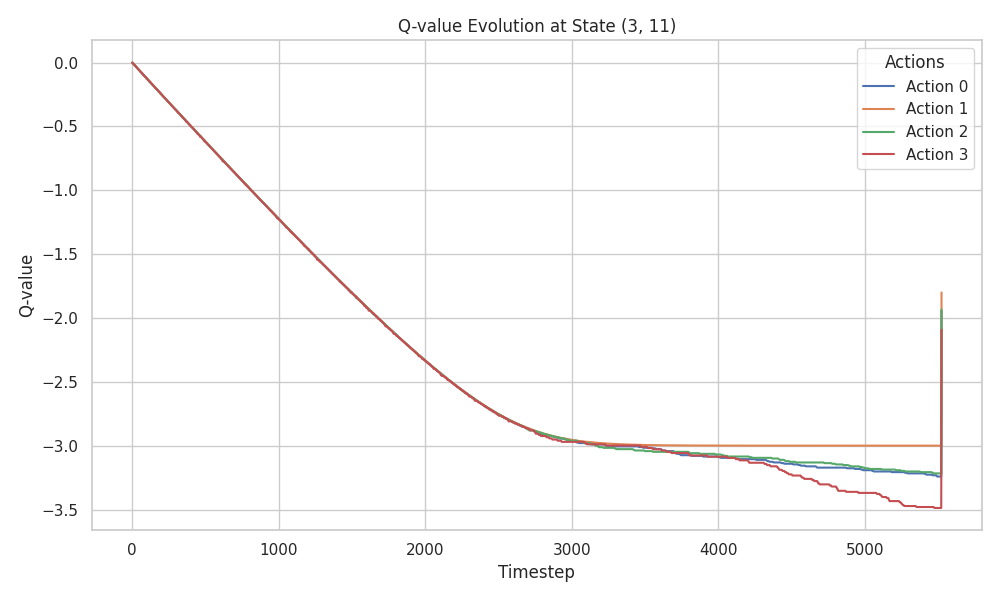 Q-value Evolution at State (3, 11)
Actions
Action 0
Action 1
Action 2
Action 3
Q-value
0.0
−0.5
−1.0
−1.5
−2.0
−2.5
−3.0
−3.5
0 1000 2000 3000 4000 5000
Timestep